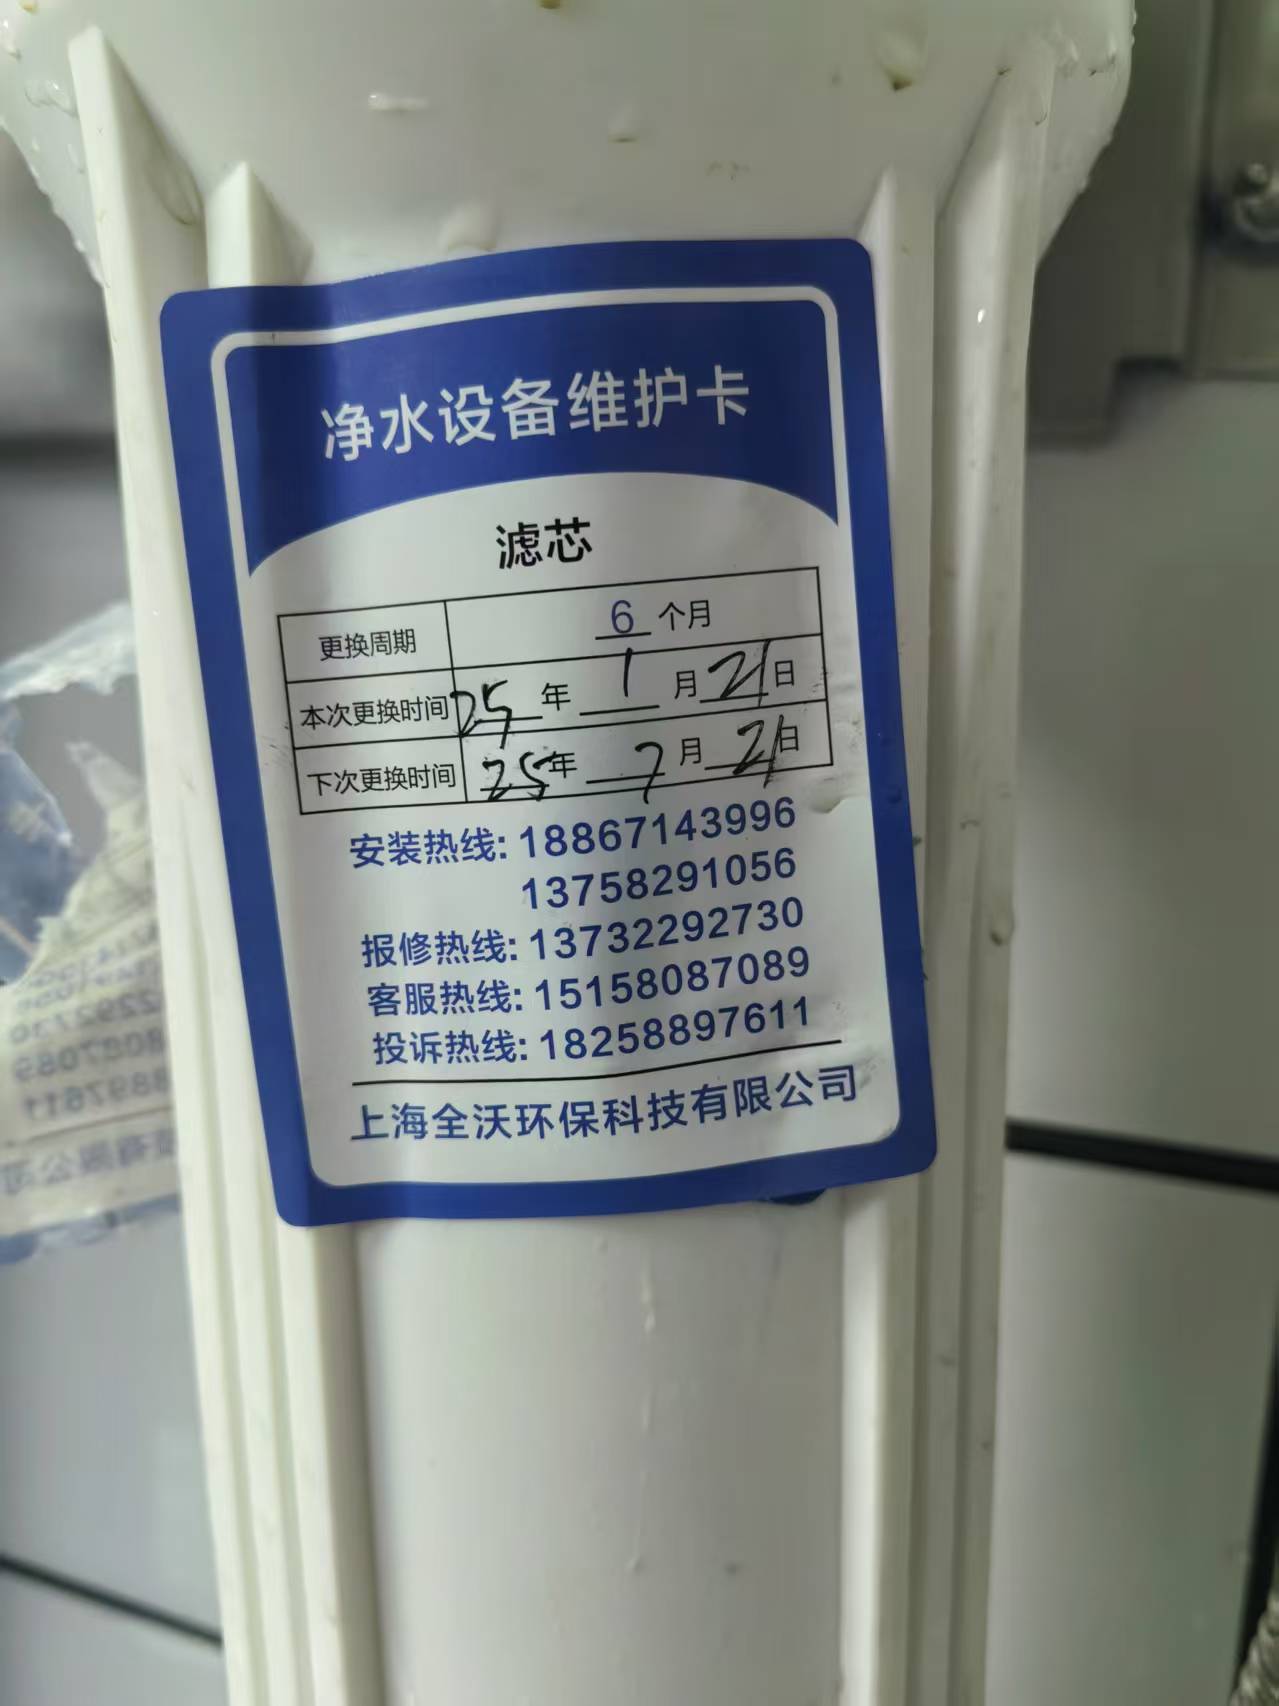 净水设备维护卡
滤芯
更换周期 6 个月
本次更换时间 25 年 1 月 21 日
下次更换时间 25 年 7 月 21 日
安装热线: 18867143996
13758291056
报修热线: 13732292730
客服热线: 15158087089
投诉热线: 18258897611
上海全沃环保科技有限公司